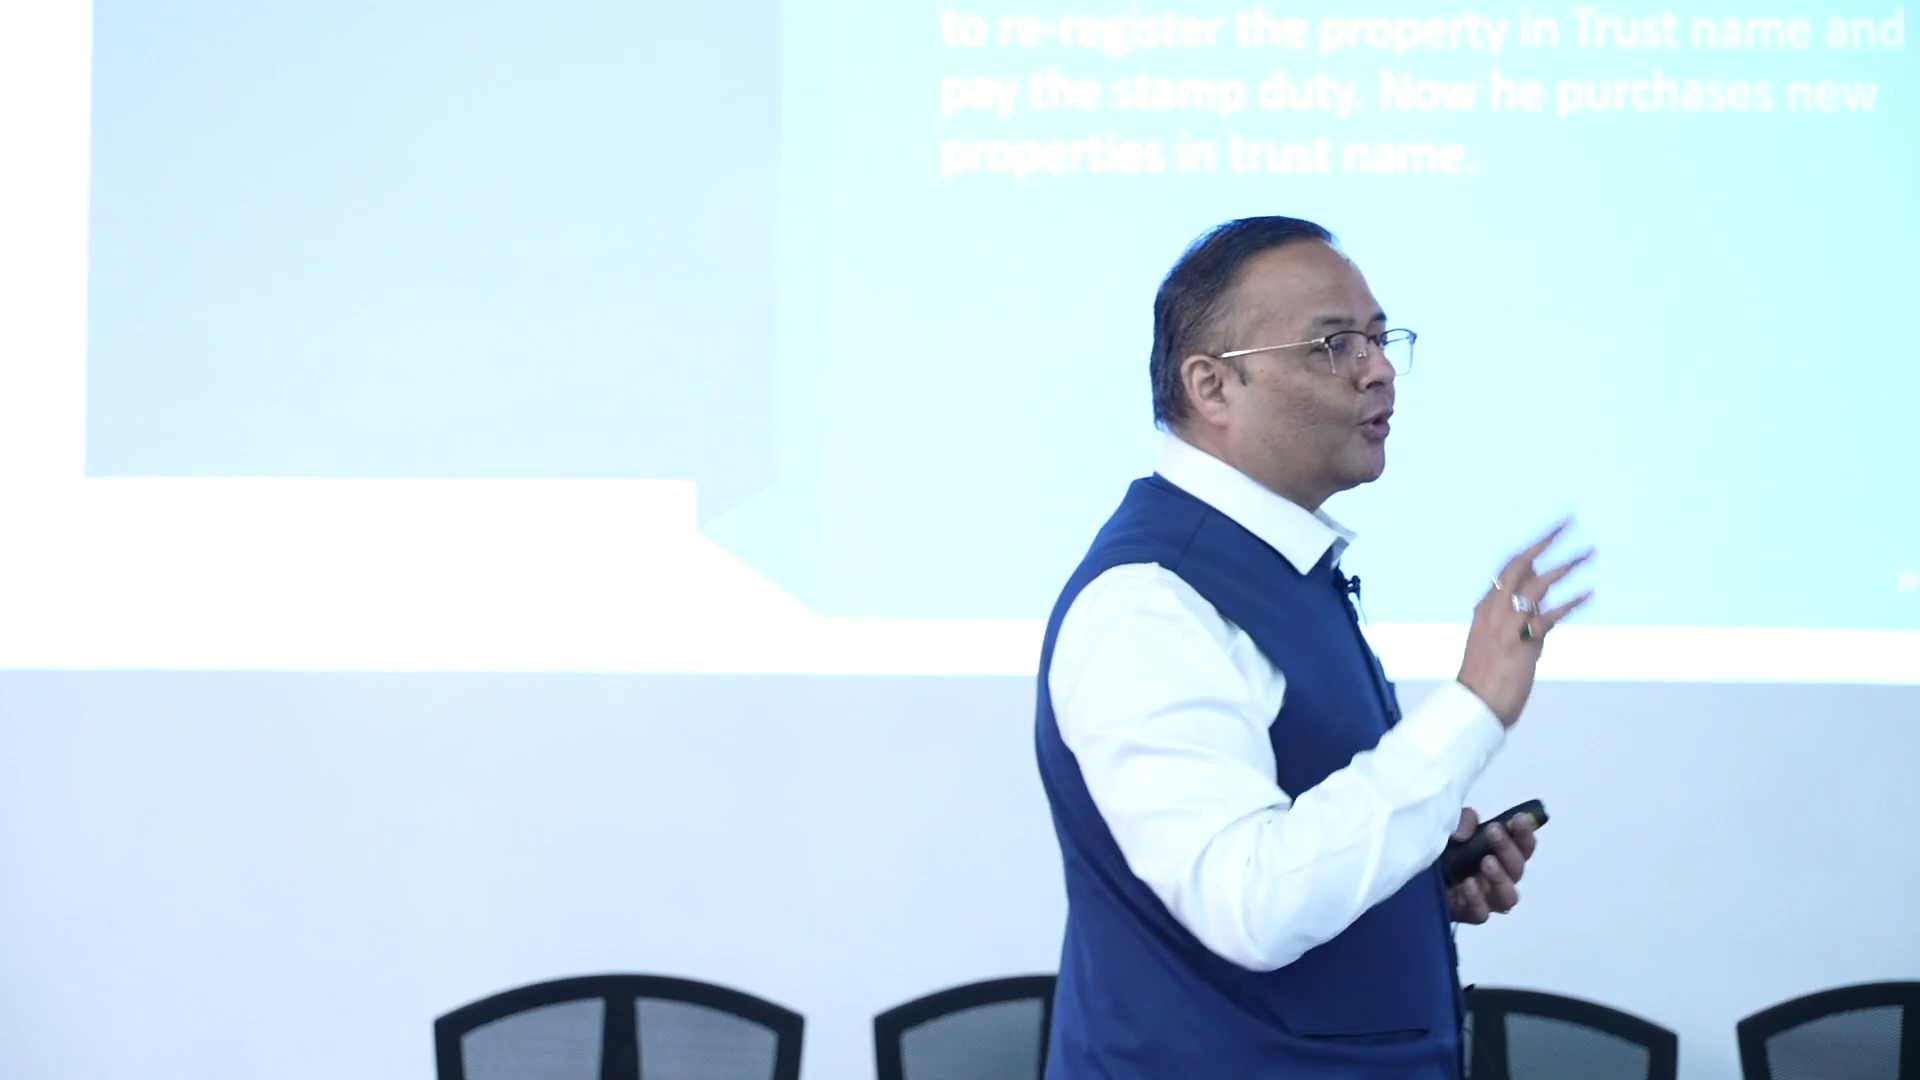 to re-register the property in Trust name and
pay the stamp duty. Now he purchases new
properties in trust name.